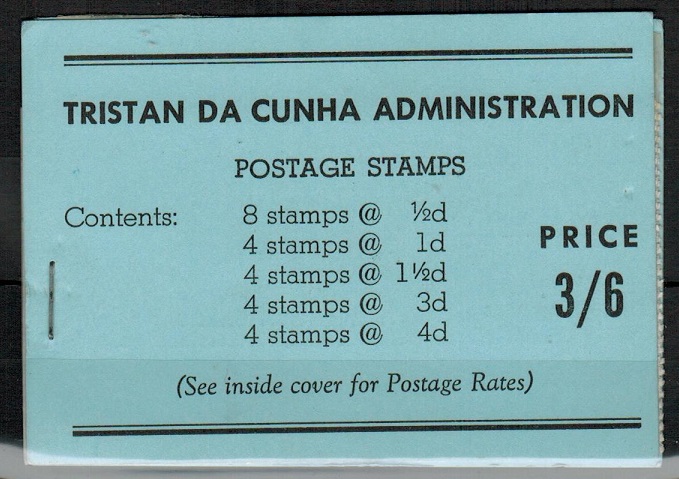 TRISTAN DA CUNHA ADMINISTRATION
POSTAGE STAMPS
Contents: 8 stamps @ ½d
4 stamps @ 1d
4 stamps @ 1½d
4 stamps @ 3d
4 stamps @ 4d
PRICE
3/6
(See inside cover for Postage Rates)